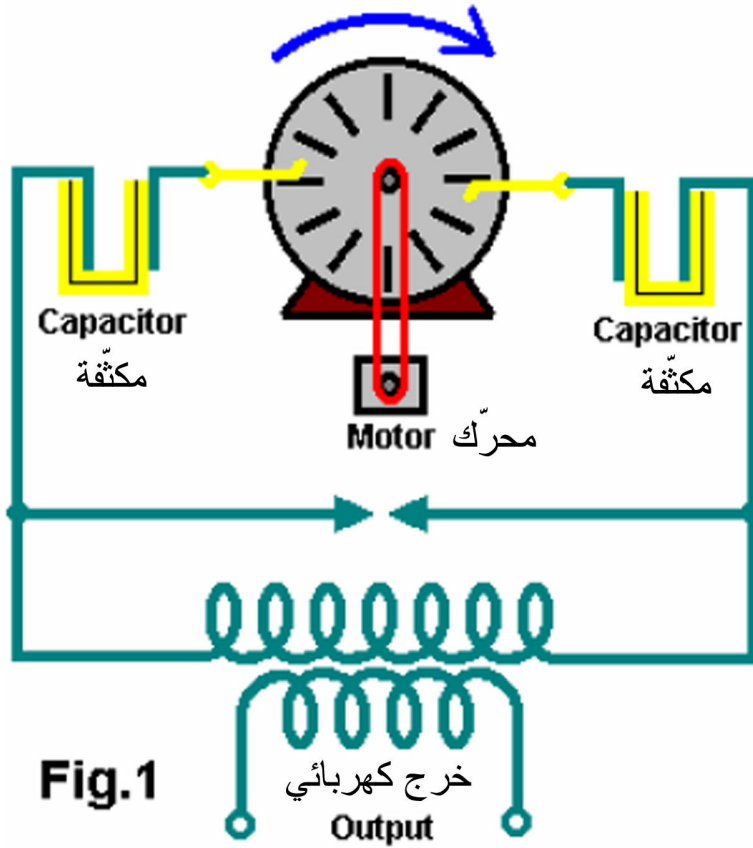 Capacitor
مكثّفة
Capacitor
مكثّفة
Motor محرّك
Fig.1
خرج كهربائي
Output